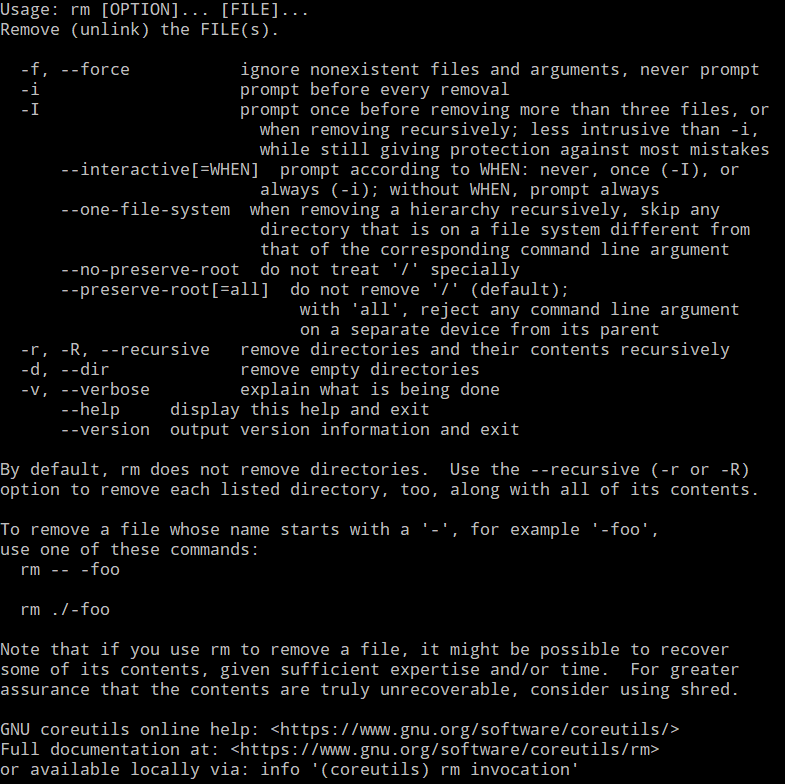 Usage: rm [OPTION]... [FILE]...
Remove (unlink) the FILE(s).

  -f, --force           ignore nonexistent files and arguments, never prompt
  -i                    prompt before every removal
  -I                    prompt once before removing more than three files, or
                          when removing recursively; less intrusive than -i,
                          while still giving protection against most mistakes
      --interactive[=WHEN]  prompt according to WHEN: never, once (-I), or
                          always (-i); without WHEN, prompt always
      --one-file-system  when removing a hierarchy recursively, skip any
                          directory that is on a file system different from
                          that of the corresponding command line argument
      --no-preserve-root  do not treat '/' specially
      --preserve-root[=all]  do not remove '/' (default);
                              with 'all', reject any command line argument
                              on a separate device from its parent
  -r, -R, --recursive   remove directories and their contents recursively
  -d, --dir             remove empty directories
  -v, --verbose         explain what is being done
      --help     display this help and exit
      --version  output version information and exit

By default, rm does not remove directories.  Use the --recursive (-r or -R)
option to remove each listed directory, too, along with all of its contents.

To remove a file whose name starts with a '-', for example '-foo',
use one of these commands:
  rm -- -foo

  rm ./-foo

Note that if you use rm to remove a file, it might be possible to recover
some of its contents, given sufficient expertise and/or time.  For greater
assurance that the contents are truly unrecoverable, consider using shred.

GNU coreutils online help: <https://www.gnu.org/software/coreutils/>
Full documentation at: <https://www.gnu.org/software/coreutils/rm>
or available locally via: info '(coreutils) rm invocation'